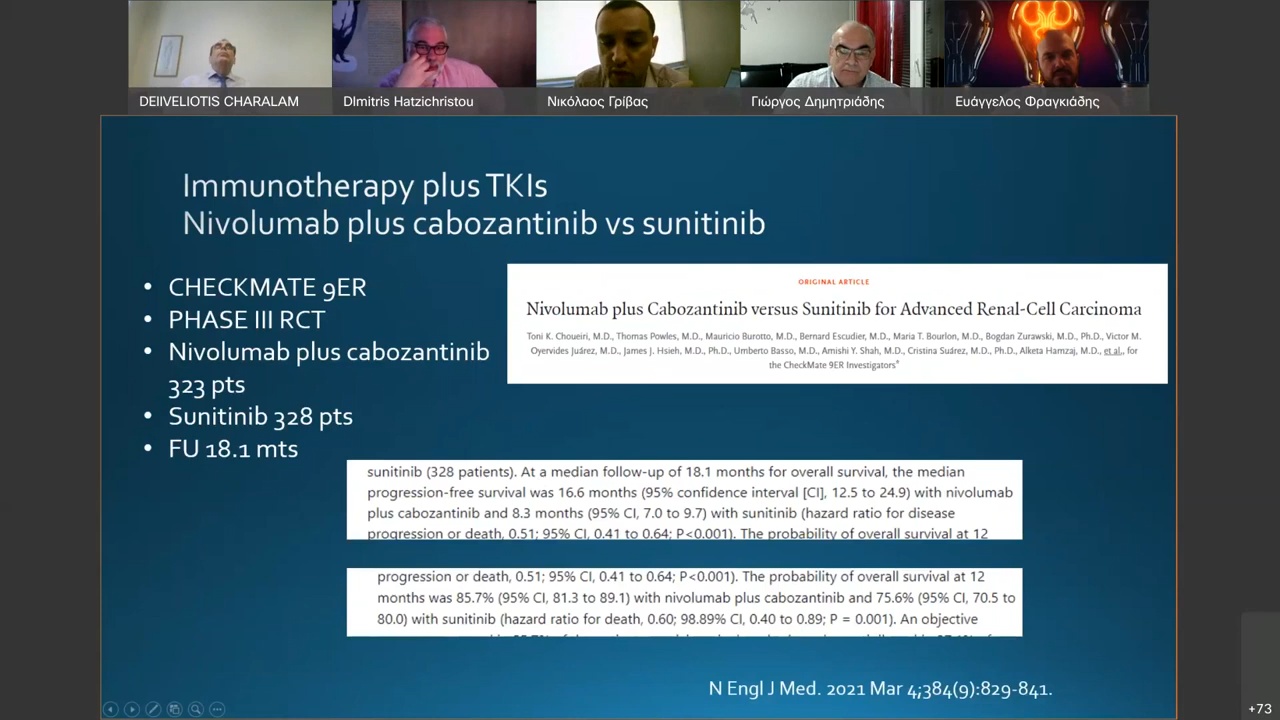 DEIIVELIOTIS CHARALAM
DImitris Hatzichristou
Νικόλαος Γρίβας
Γιώργος Δημητριάδης
Ευάγγελος Φραγκιάδης
Immunotherapy plus TKIs
Nivolumab plus cabozantinib vs sunitinib
• CHECKMATE 9ER
• PHASE III RCT
• Nivolumab plus cabozantinib
323 pts
• Sunitinib 328 pts
• FU 18.1 mts
ORIGINAL ARTICLE
Nivolumab plus Cabozantinib versus Sunitinib for Advanced Renal-Cell Carcinoma
Toni K. Choueiri, M.D., Thomas Powles, M.D., Mauricio Burotto, M.D., Bernard Escudier, M.D., Maria T. Bourlon, M.D., Bogdan Zurawski, M.D., Ph.D., Victor M.
Oyervides Juárez, M.D., James J. Hsieh, M.D., Ph.D., Umberto Basso, M.D., Amishi Y. Shah, M.D., Cristina Suárez, M.D., Ph.D., Alketa Hamzaj, M.D., et al., for
the CheckMate 9ER Investigators*
sunitinib (328 patients). At a median follow-up of 18.1 months for overall survival, the median
progression-free survival was 16.6 months (95% confidence interval [CI], 12.5 to 24.9) with nivolumab
plus cabozantinib and 8.3 months (95% CI, 7.0 to 9.7) with sunitinib (hazard ratio for disease
progression or death, 0.51; 95% CI, 0.41 to 0.64; P<0.001). The probability of overall survival at 12
progression or death, 0.51; 95% CI, 0.41 to 0.64; P<0.001). The probability of overall survival at 12
months was 85.7% (95% CI, 81.3 to 89.1) with nivolumab plus cabozantinib and 75.6% (95% CI, 70.5 to
80.0) with sunitinib (hazard ratio for death, 0.60; 98.89% CI, 0.40 to 0.89; P = 0.001). An objective
N Engl J Med. 2021 Mar 4;384(9):829-841.
+73